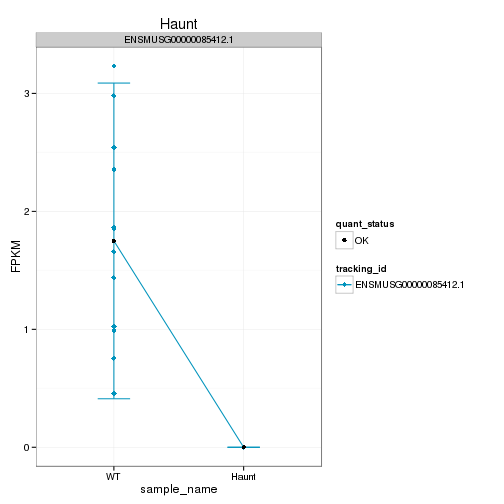 Haunt
ENSMUSG00000085412.1
3
2
1
0
FPKM
WT Haunt
sample_name
quant_status
OK
tracking_id
ENSMUSG00000085412.1